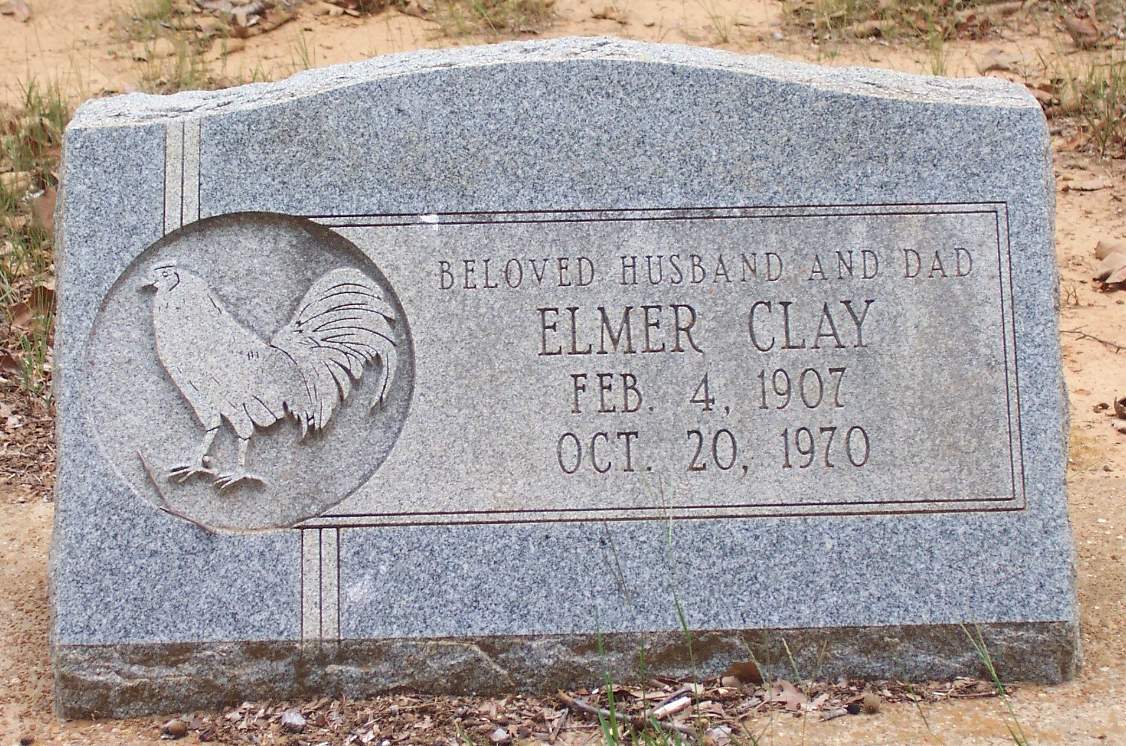 BELOVED HUSBAND AND DAD
ELMER CLAY
FEB. 4, 1907
OCT. 20, 1970